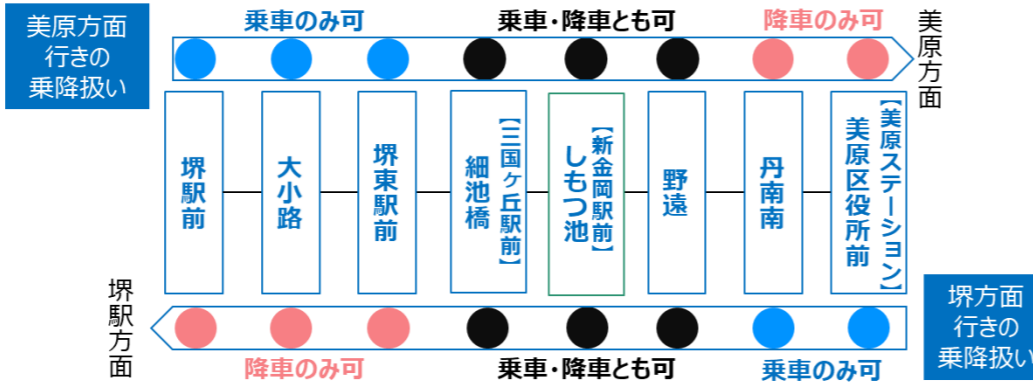 美原方面
行きの
乗降扱い
乗車のみ可
乗車・降車とも可
降車のみ可
美原方面
堺駅前
大小路
堺東駅前
【三国ヶ丘駅前】
細池橋
【新金岡駅前】
しもつ池
野遠
丹南南
【美原ステーション】
美原区役所前
堺駅方面
降車のみ可
乗車・降車とも可
乗車のみ可
堺方面
行きの
乗降扱い